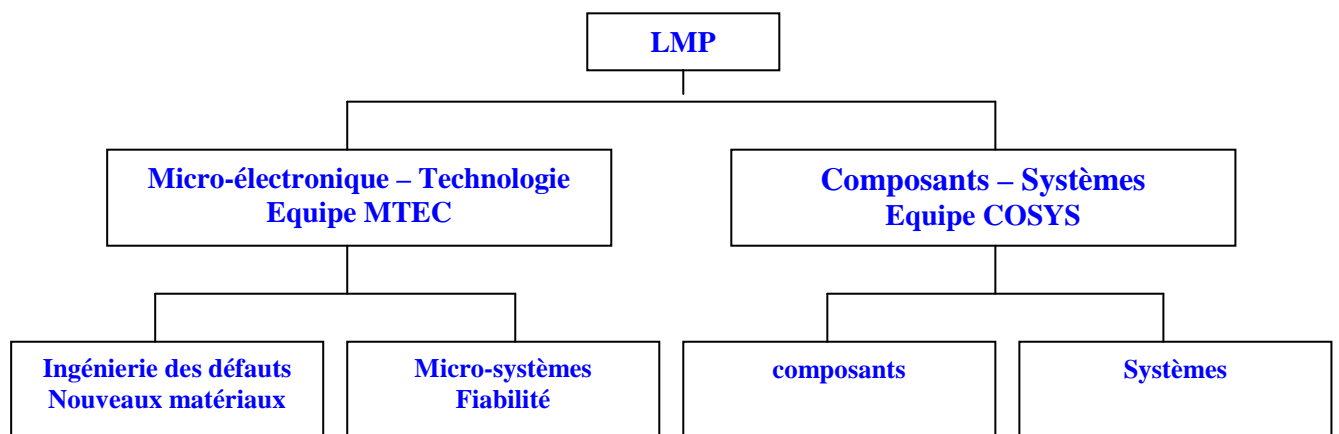 LMP
Micro-électronique – Technologie
Equipe MTEC
Composants – Systèmes
Equipe COSYS
Ingénierie des défauts
Nouveaux matériaux
Micro-systèmes
Fiabilité
composants
Systèmes